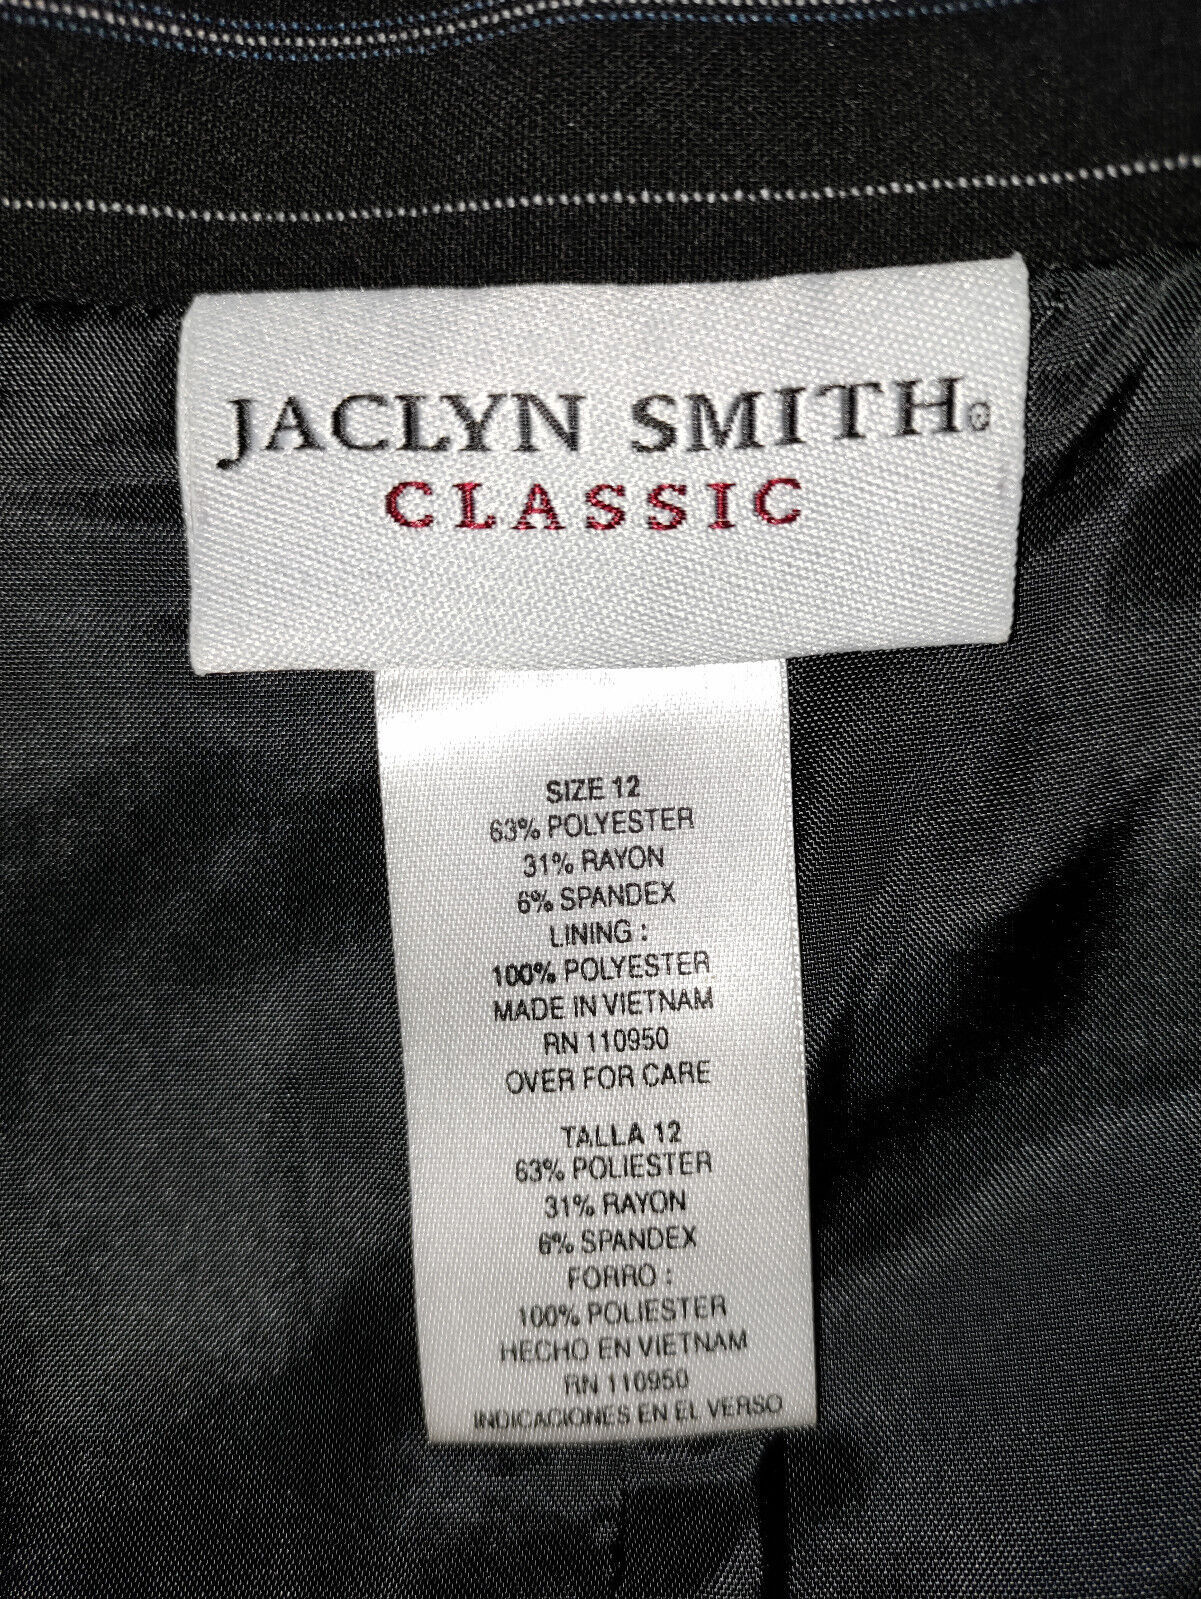 JACLYN SMITH®
CLASSIC
SIZE 12
63% POLYESTER
31% RAYON
6% SPANDEX
LINING :
100% POLYESTER
MADE IN VIETNAM
RN 110950
OVER FOR CARE
TALLA 12
63% POLIESTER
31% RAYON
6% SPANDEX
FORRO :
100% POLIESTER
HECHO EN VIETNAM
RN 110950
INDICACIONES EN EL VERSO